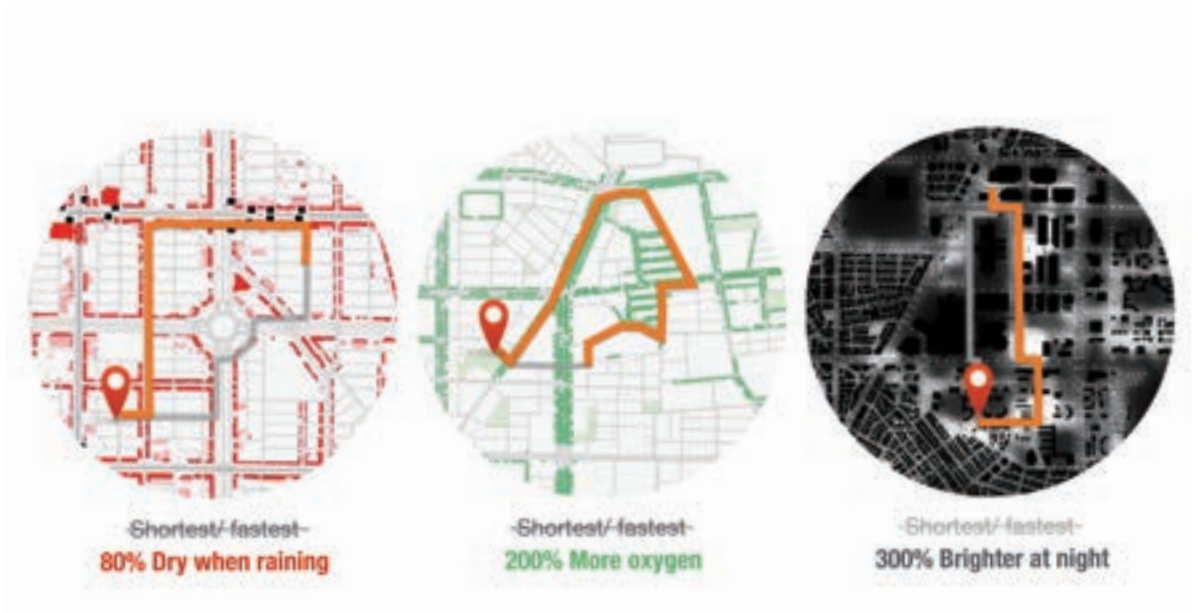 Shortest/ fastest
80% Dry when raining
Shortest/ fastest
200% More oxygen
Shortest/ fastest
300% Brighter at night